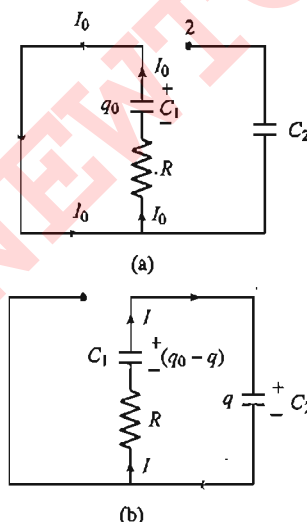 I₀
2
I₀
+
q₀ C₁
−
C₂
.R
I₀ I₀
(a)
I
+
C₁ (q₀ – q)
−
+
q C₂
−
R
I
(b)